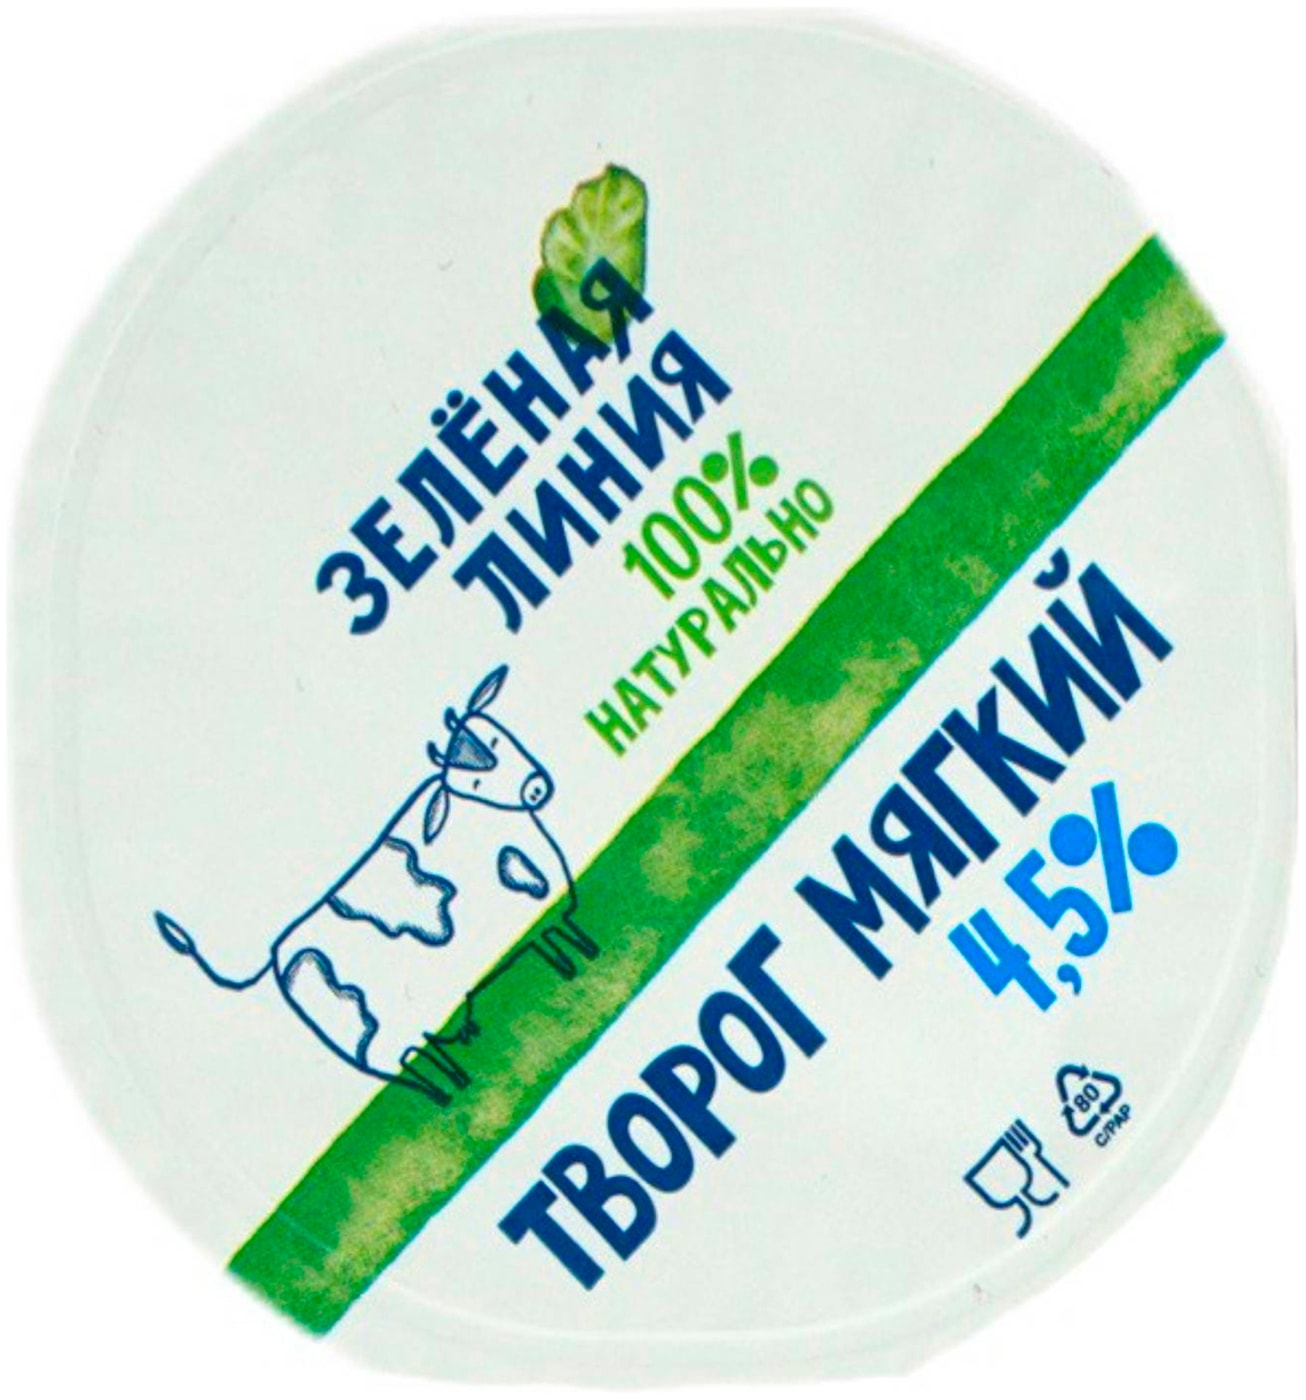 ЗЕЛЁНАЯ
ЛИНИЯ
100%
НАТУРАЛЬНО
ТВОРОГ МЯГКИЙ
4,5%
80
C/PAP